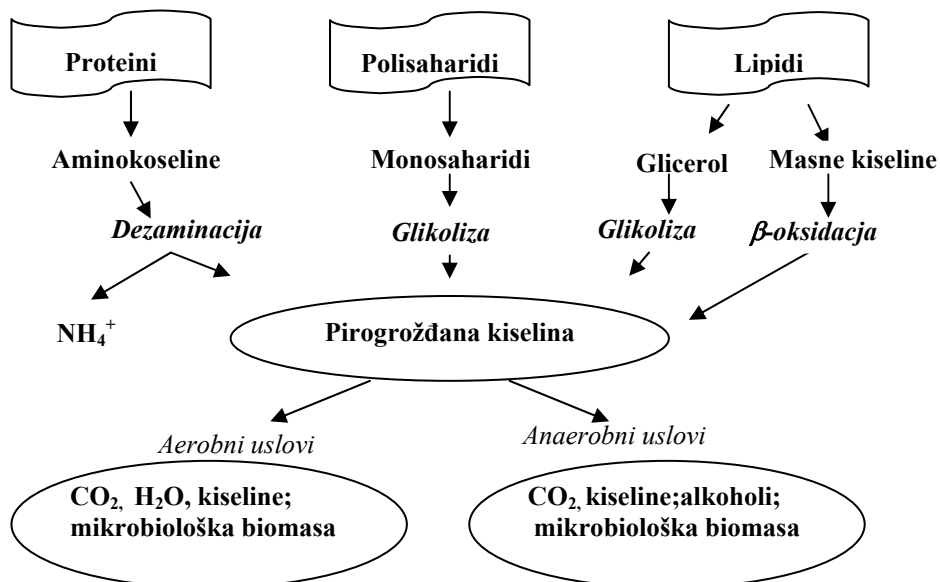 Proteini
Polisaharidi
Lipidi
Aminokoseline
Monosaharidi
Glicerol
Masne kiseline
Dezaminacija
Glikoliza
Glikoliza
β-oksidacja
NH₄⁺
Pirogrožđana kiselina
Aerobni uslovi
Anaerobni uslovi
CO₂, H₂O, kiseline;
mikrobiološka biomasa
CO₂, kiseline;alkoholi;
mikrobiološka biomasa